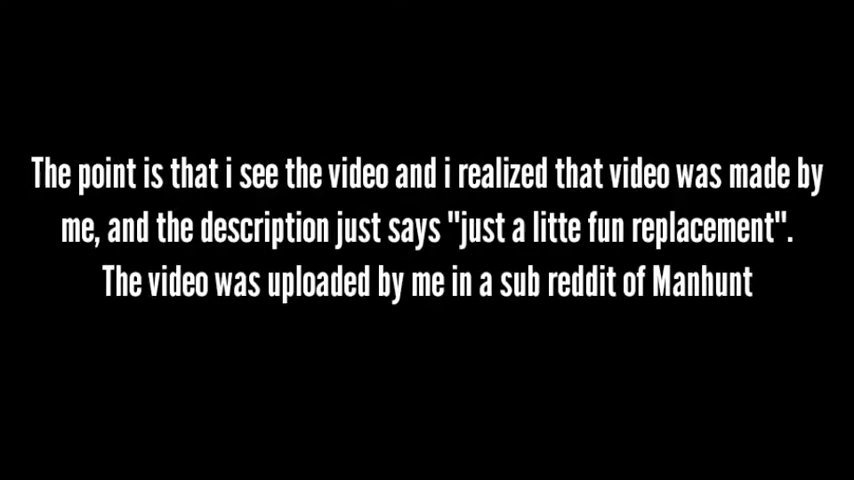 The point is that i see the video and i realized that video was made by
me, and the description just says "just a litte fun replacement".
The video was uploaded by me in a sub reddit of Manhunt